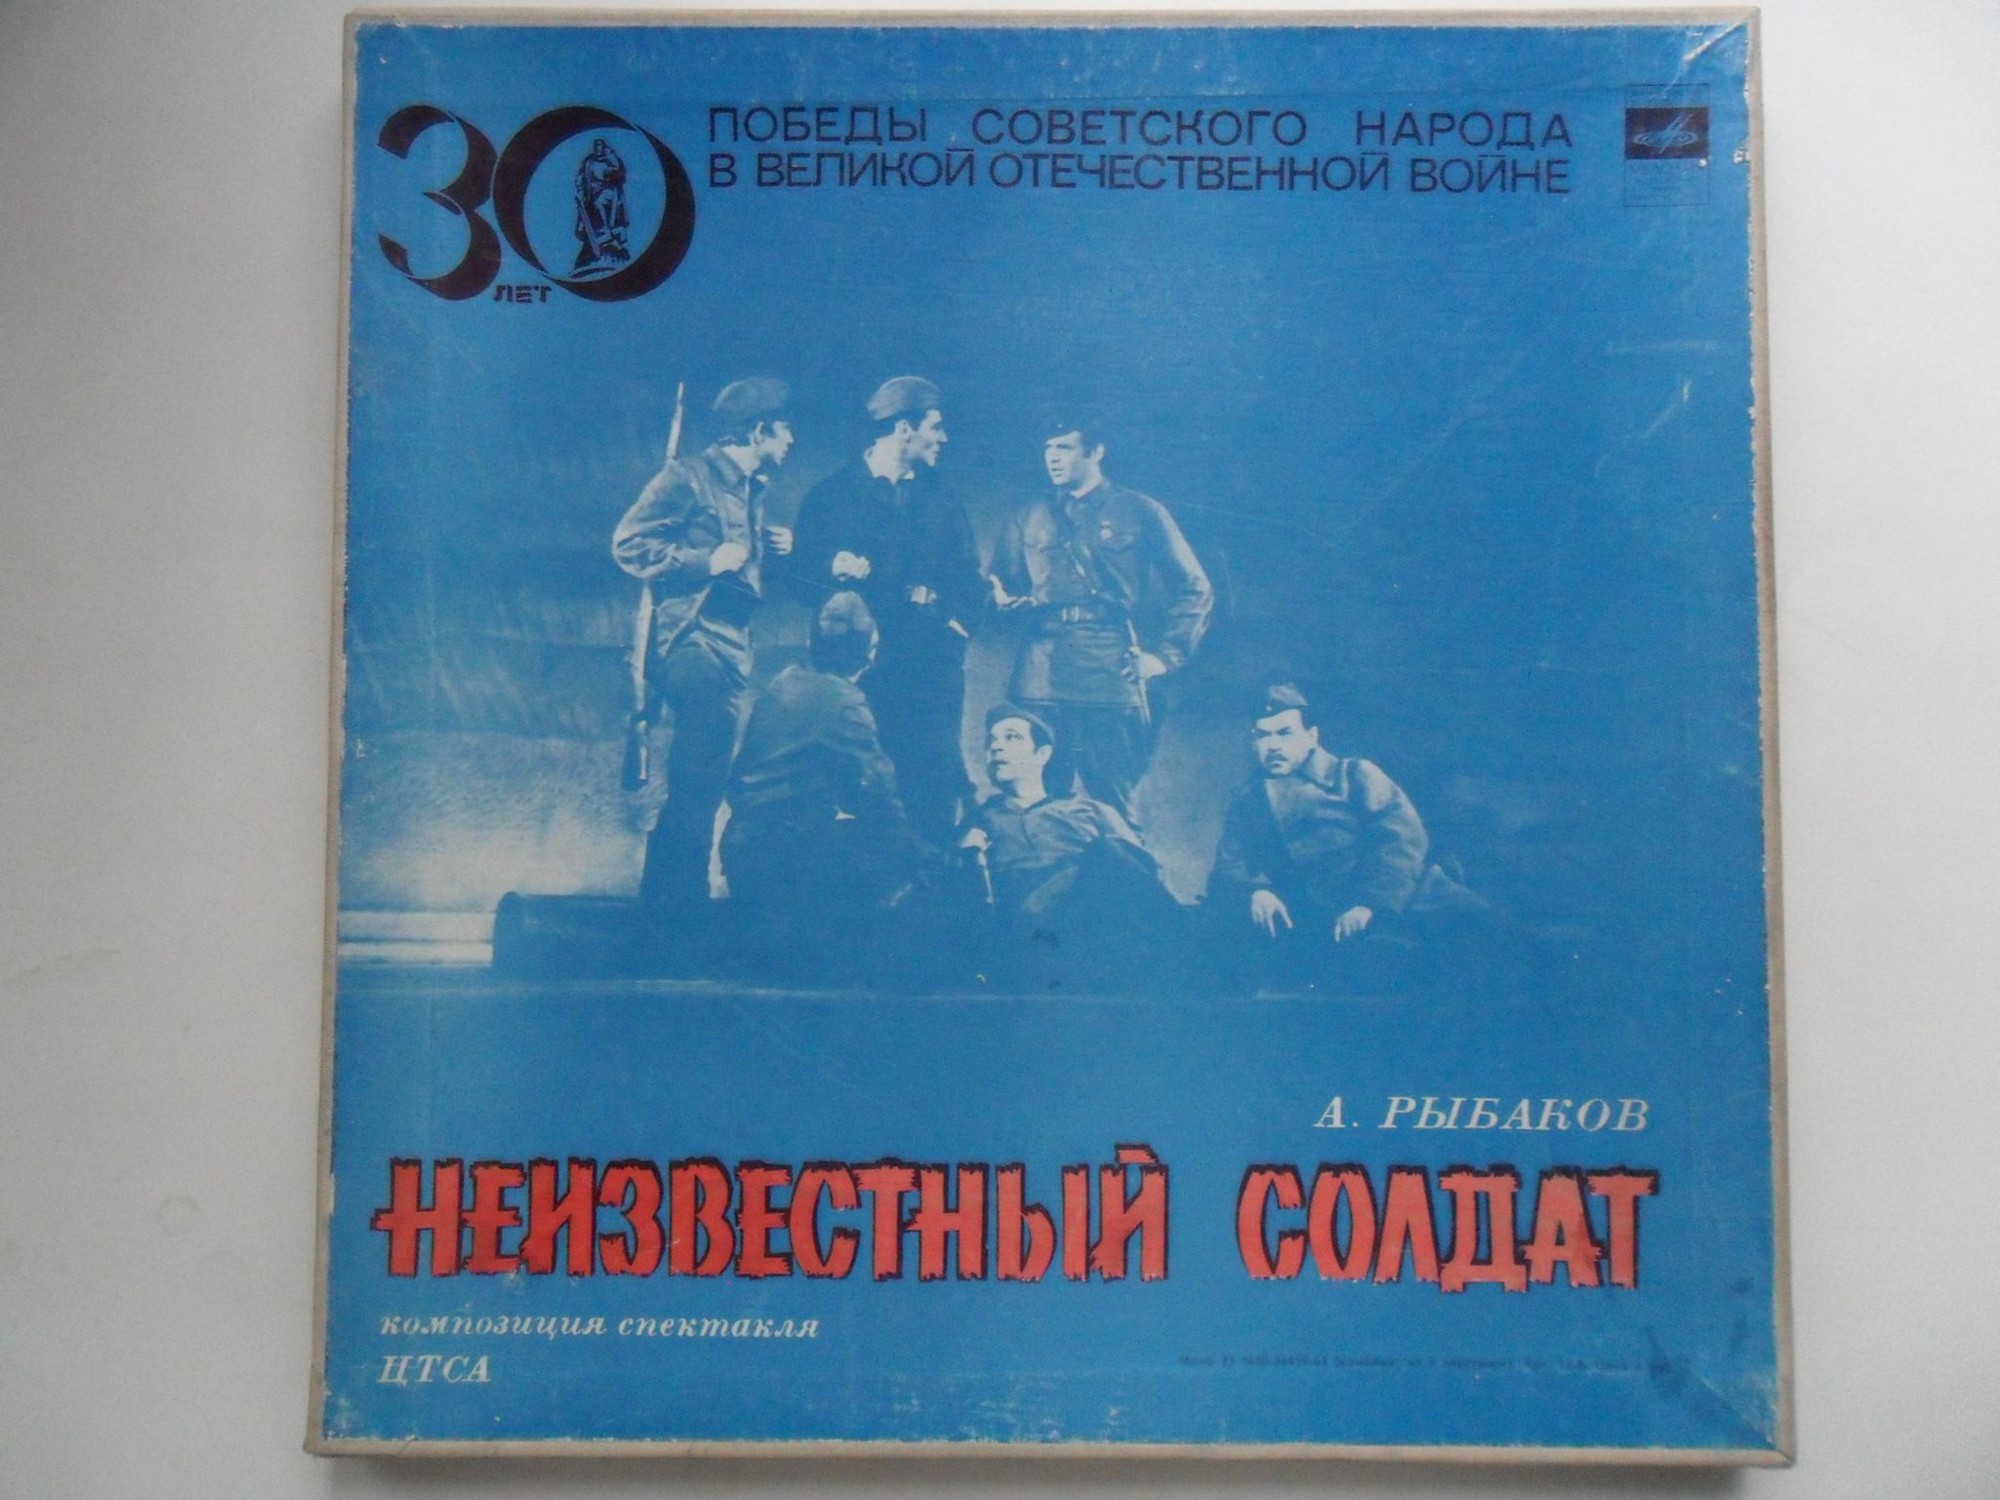 30 ЛЕТ
ПОБЕДЫ СОВЕТСКОГО НАРОДА
В ВЕЛИКОЙ ОТЕЧЕСТВЕННОЙ ВОЙНЕ
А. РЫБАКОВ
НЕИЗВЕСТНЫЙ СОЛДАТ
композиция спектакля
ЦТСА